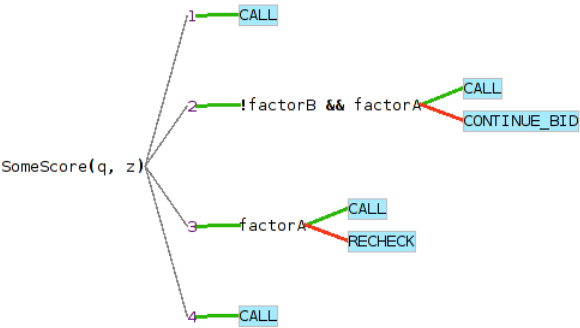 1 CALL
2 !factorB && factorA CALL
CONTINUE_BID
SomeScore(q, z)
3 factorA CALL
RECHECK
4 CALL